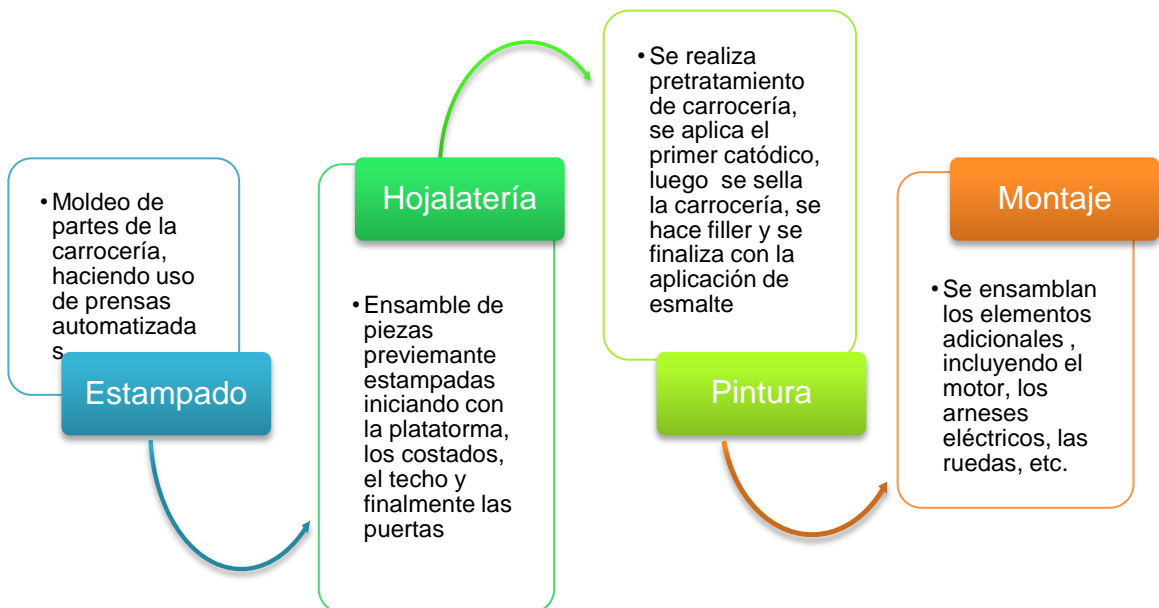 • Moldeo de
partes de la
carrocería,
haciendo uso
de prensas
automatizada
s
Estampado
Hojalatería
• Ensamble de
piezas
previemante
estampadas
iniciando con
la platatorma,
los costados,
el techo y
finalmente las
puertas
• Se realiza
pretratamiento
de carrocería,
se aplica el
primer catódico,
luego se sella
la carrocería, se
hace filler y se
finaliza con la
aplicación de
esmalte
Pintura
Montaje
• Se ensamblan
los elementos
adicionales ,
incluyendo el
motor, los
arneses
eléctricos, las
ruedas, etc.